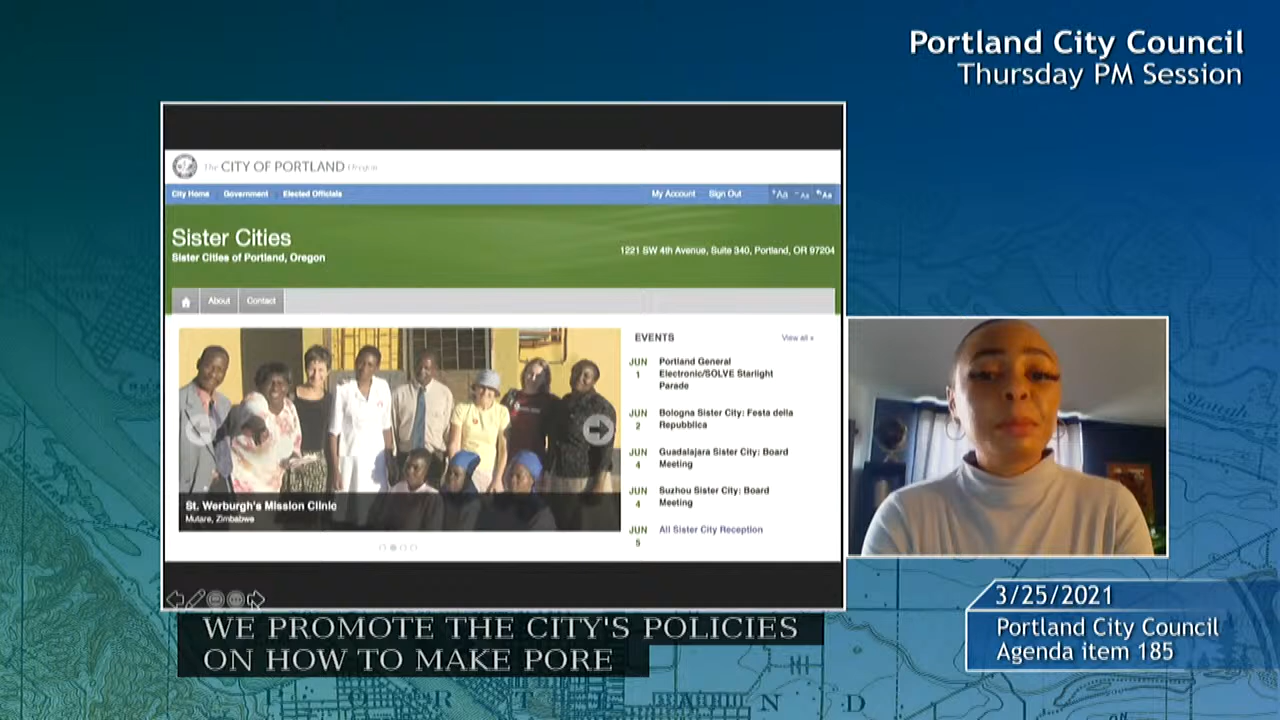 Portland City Council
Thursday PM Session
The CITY OF PORTLAND Oregon
City Home Government Elected Officials My Account Sign Out +Aa -Aa Aa
Sister Cities
Sister Cities of Portland, Oregon
1221 SW 4th Avenue, Suite 340, Portland, OR 97204
About Contact
EVENTS View all »
JUN 1 Portland General
Electronic/SOLVE Starlight
Parade
JUN 2 Bologna Sister City: Festa della
Repubblica
JUN 4 Guadalajara Sister City: Board
Meeting
JUN 4 Suzhou Sister City: Board
Meeting
JUN 5 All Sister City Reception
St. Werburgh's Mission Clinic
Mutare, Zimbabwe
Slough
3/25/2021
Portland City Council
Agenda item 185
WE PROMOTE THE CITY'S POLICIES
ON HOW TO MAKE PORE